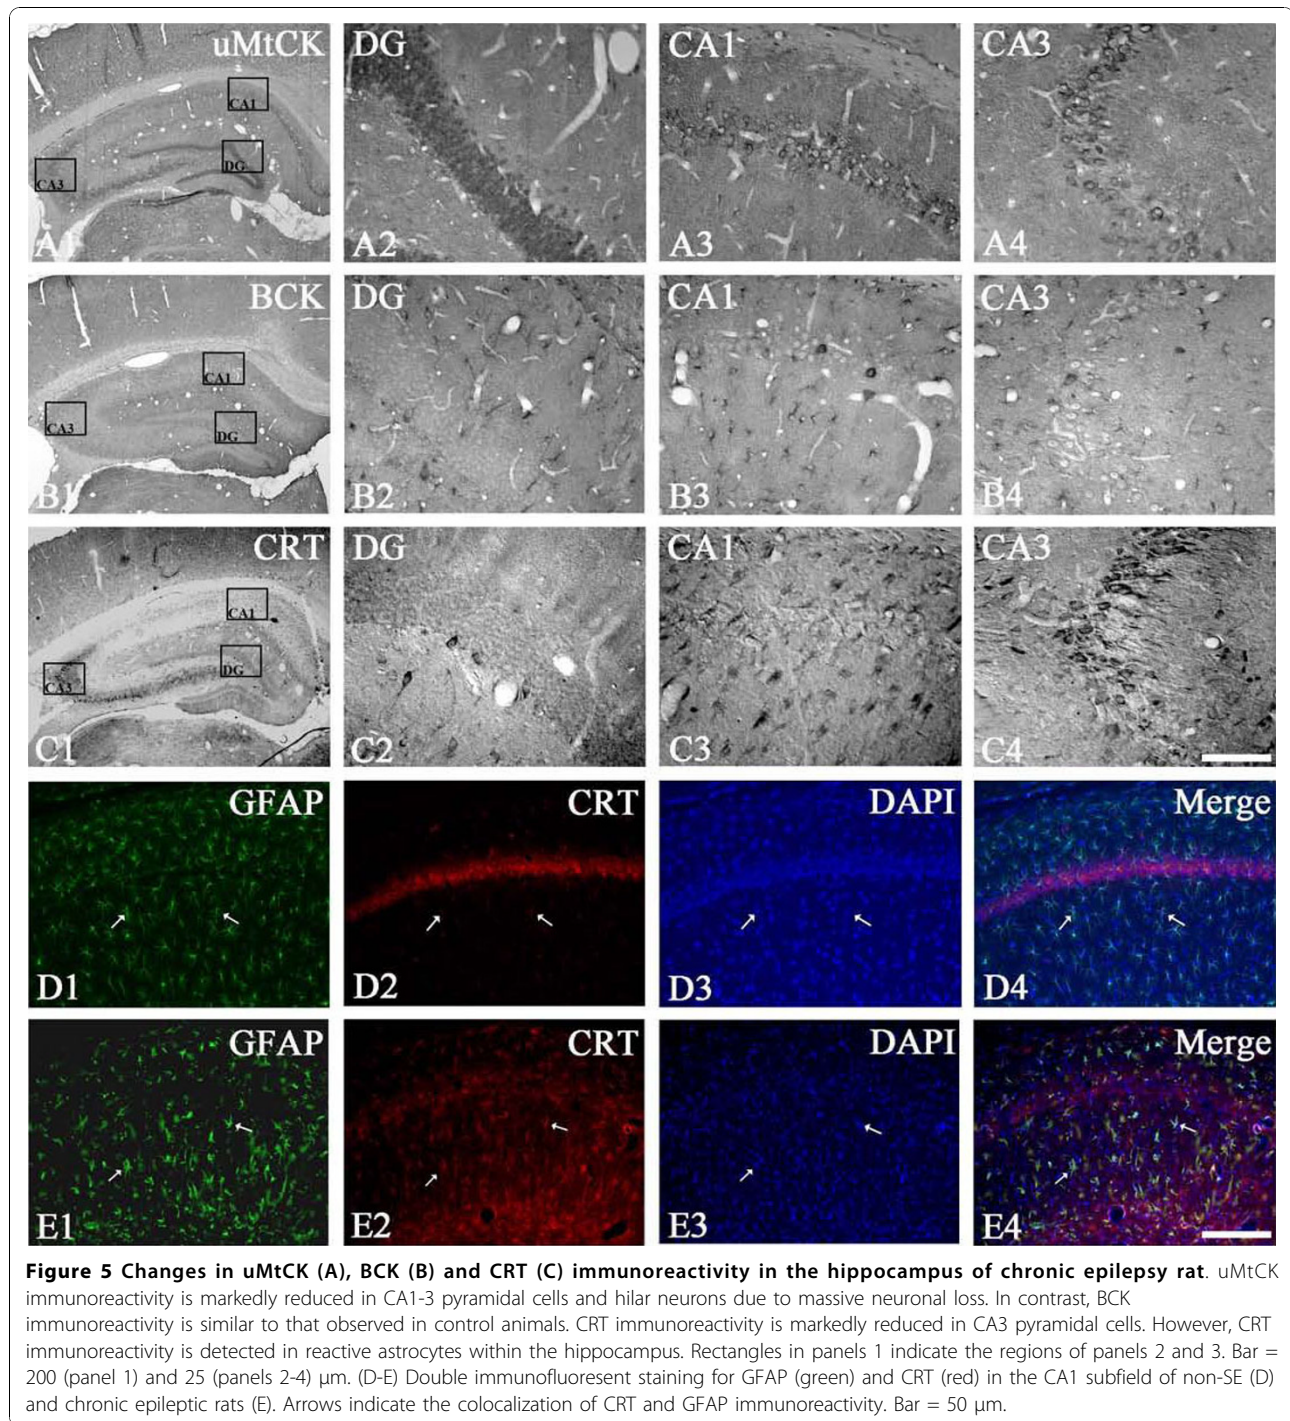 uMtCK DG CA1 CA3
CA1
DG
CA3
A1 A2 A3 A4
BCK DG CA1 CA3
CA1
CA3 DG
B1 B2 B3 B4
CRT DG CA1 CA3
CA1
DG
CA3
C1 C2 C3 C4
GFAP CRT DAPI Merge
D1 D2 D3 D4
GFAP CRT DAPI Merge
E1 E2 E3 E4
Figure 5 Changes in uMtCK (A), BCK (B) and CRT (C) immunoreactivity in the hippocampus of chronic epilepsy rat. uMtCK
immunoreactivity is markedly reduced in CA1-3 pyramidal cells and hilar neurons due to massive neuronal loss. In contrast, BCK
immunoreactivity is similar to that observed in control animals. CRT immunoreactivity is markedly reduced in CA3 pyramidal cells. However, CRT
immunoreactivity is detected in reactive astrocytes within the hippocampus. Rectangles in panels 1 indicate the regions of panels 2 and 3. Bar =
200 (panel 1) and 25 (panels 2-4) μm. (D-E) Double immunofluoresent staining for GFAP (green) and CRT (red) in the CA1 subfield of non-SE (D)
and chronic epileptic rats (E). Arrows indicate the colocalization of CRT and GFAP immunoreactivity. Bar = 50 μm.